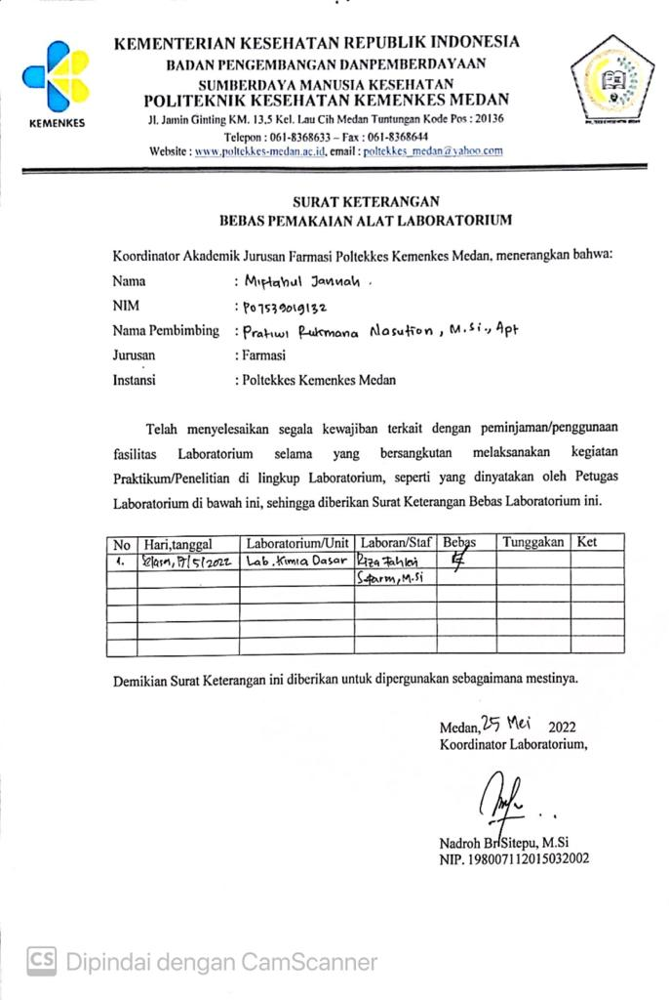 KEMENKES
KEMENTERIAN KESEHATAN REPUBLIK INDONESIA
BADAN PENGEMBANGAN DANPEMBERDAYAAN
SUMBERDAYA MANUSIA KESEHATAN
POLITEKNIK KESEHATAN KEMENKES MEDAN
Jl. Jamin Ginting KM. 13,5 Kel. Lau Cih Medan Tuntungan Kode Pos : 20136
Telepon : 061-8368633 – Fax : 061-8368644
Website : www.poltekkes-medan.ac.id, email : poltekkes_medan@yahoo.com
SURAT KETERANGAN
BEBAS PEMAKAIAN ALAT LABORATORIUM
Koordinator Akademik Jurusan Farmasi Poltekkes Kemenkes Medan, menerangkan bahwa:
Nama : Miftahul Jannah .
NIM : P07539019132
Nama Pembimbing : Pratiwi Rukmana Nasution, M.Si., Apt
Jurusan : Farmasi
Instansi : Poltekkes Kemenkes Medan
Telah menyelesaikan segala kewajiban terkait dengan peminjaman/penggunaan
fasilitas Laboratorium selama yang bersangkutan melaksanakan kegiatan
Praktikum/Penelitian di lingkup Laboratorium, seperti yang dinyatakan oleh Petugas
Laboratorium di bawah ini, sehingga diberikan Surat Keterangan Bebas Laboratorium ini.
No Hari,tanggal Laboratorium/Unit Laboran/Staf Bebas Tunggakan Ket
1. Selasa, 17/5/2022 Lab. Kimia Dasar Riza Fahlevi
S.Farm, M.Si
Demikian Surat Keterangan ini diberikan untuk dipergunakan sebagaimana mestinya.
Medan, 25 Mei 2022
Koordinator Laboratorium,
Nadroh Br Sitepu, M.Si
NIP. 198007112015032002
CS Dipindai dengan CamScanner